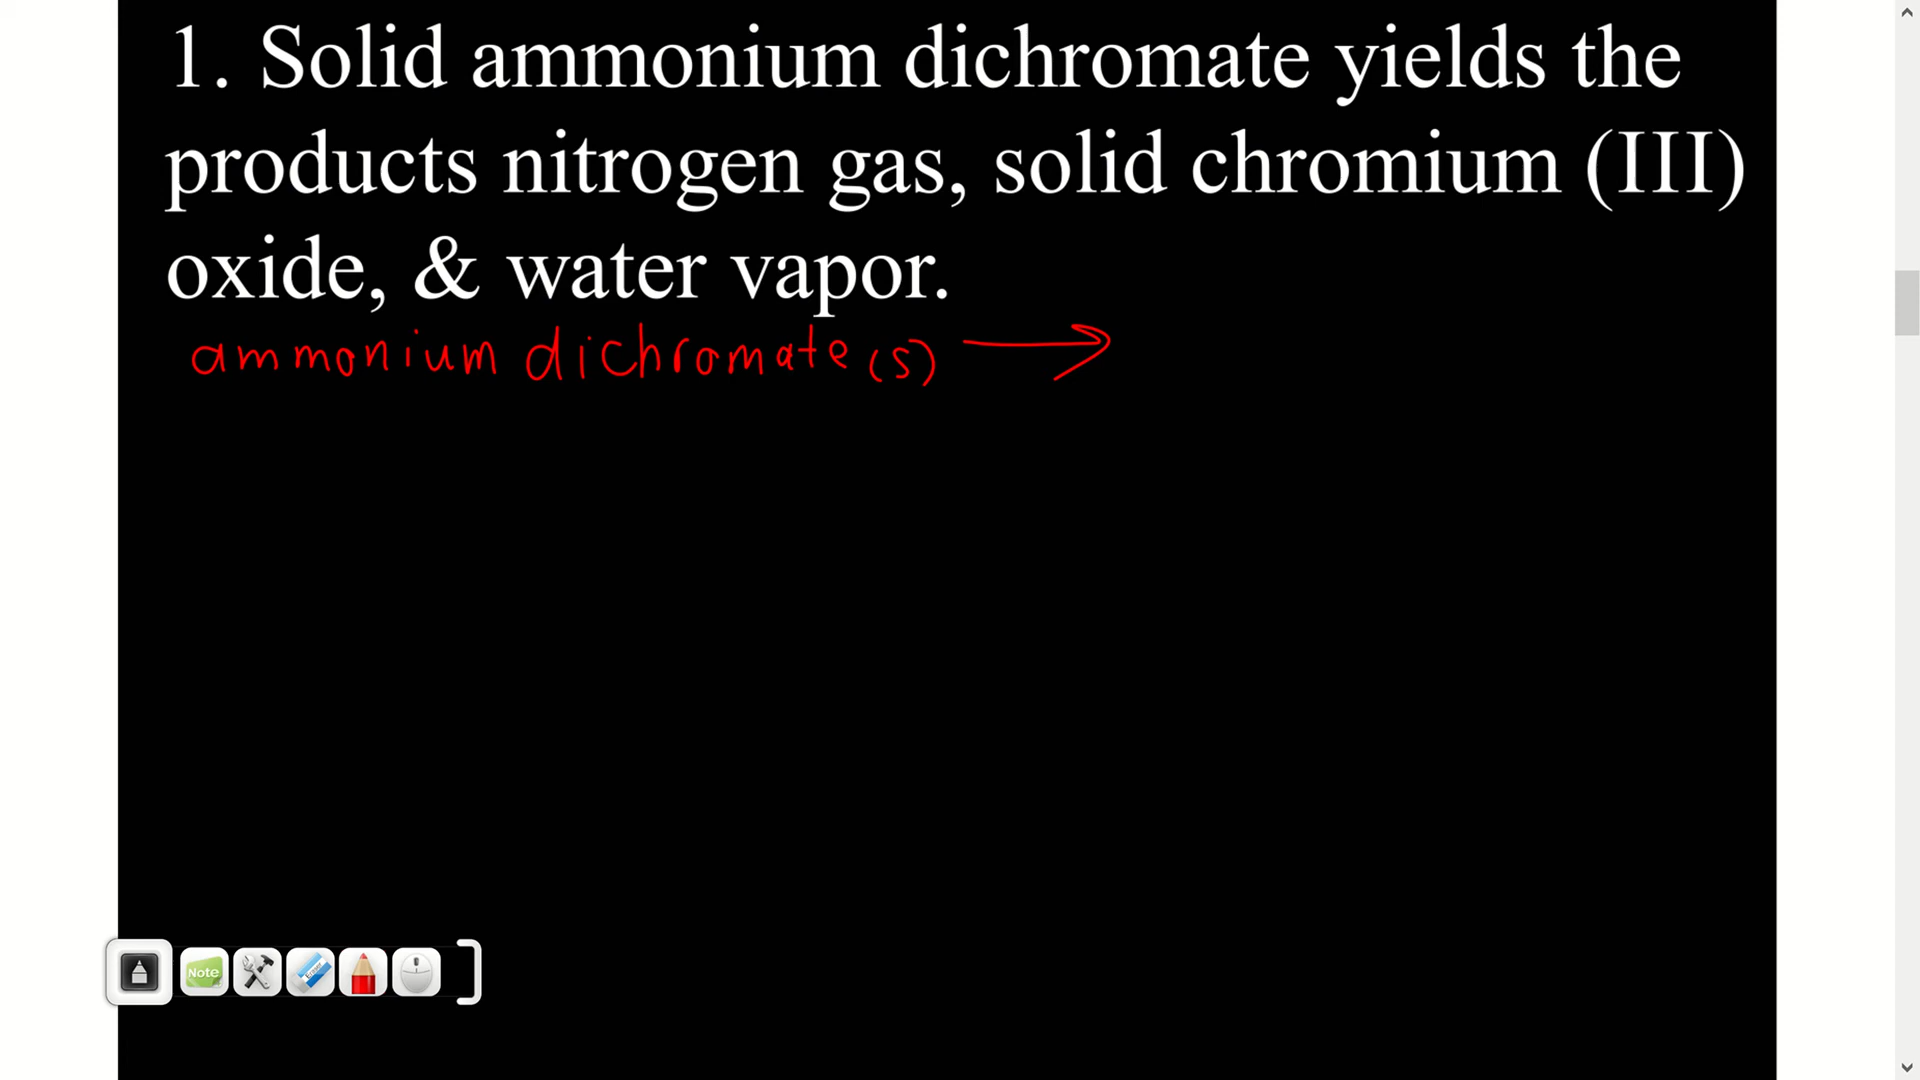 1. Solid ammonium dichromate yields the
products nitrogen gas, solid chromium (III)
oxide, & water vapor.
ammonium dichromate (s) →
Note